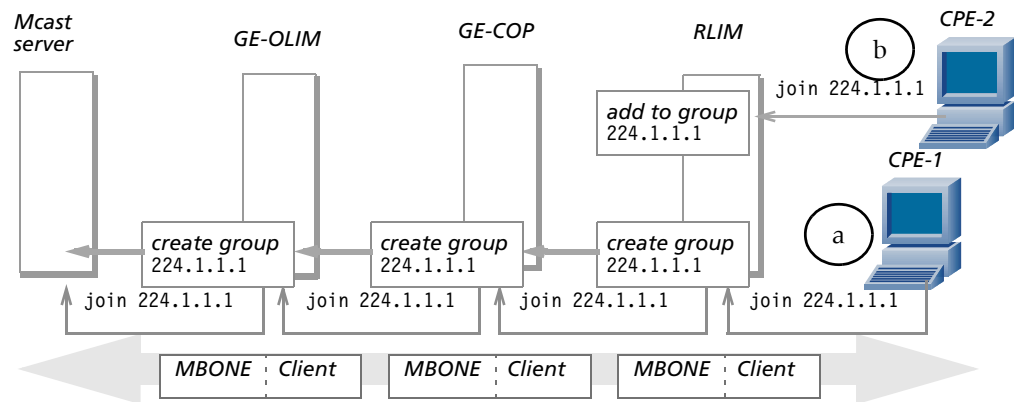 Mcast
server
GE-OLIM
GE-COP
RLIM
CPE-2
b
join 224.1.1.1
add to group
224.1.1.1
CPE-1
a
create group
224.1.1.1
create group
224.1.1.1
create group
224.1.1.1
join 224.1.1.1
join 224.1.1.1
join 224.1.1.1
join 224.1.1.1
MBONE Client
MBONE Client
MBONE Client